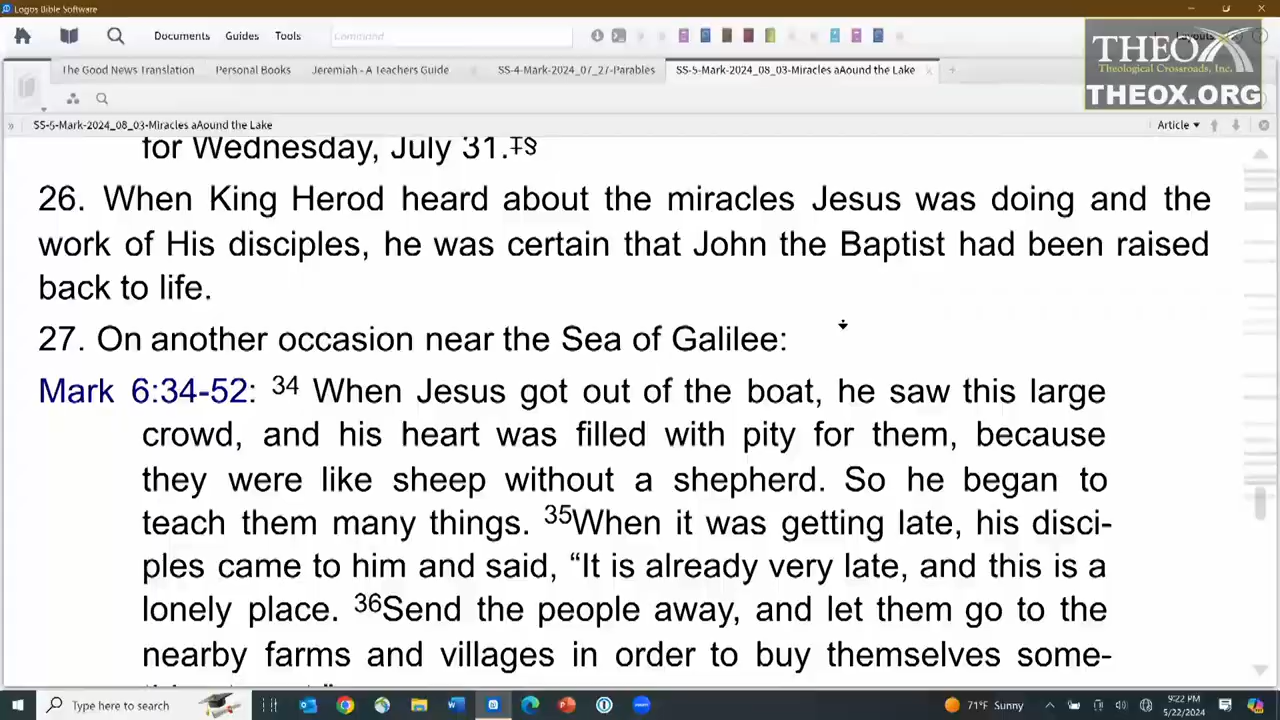 Logos Bible Software
Documents Guides Tools Command Layouts
THEOX
Theological Crossroads, Inc.
THEOX.ORG
The Good News Translation Personal Books Jeremiah - A Teac SS-4-Mark-2024_07_27-Parables SS-5-Mark-2024_08_03-Miracles aAound the Lake
SS-5-Mark-2024_08_03-Miracles aAound the Lake Article
for Wednesday, July 31.
26. When King Herod heard about the miracles Jesus was doing and the
work of His disciples, he was certain that John the Baptist had been raised
back to life.
27. On another occasion near the Sea of Galilee:
Mark 6:34-52: 34 When Jesus got out of the boat, he saw this large
crowd, and his heart was filled with pity for them, because
they were like sheep without a shepherd. So he began to
teach them many things. 35When it was getting late, his disci-
ples came to him and said, “It is already very late, and this is a
lonely place. 36Send the people away, and let them go to the
nearby farms and villages in order to buy themselves some-
Type here to search 71°F Sunny 9:22 PM
5/22/2024